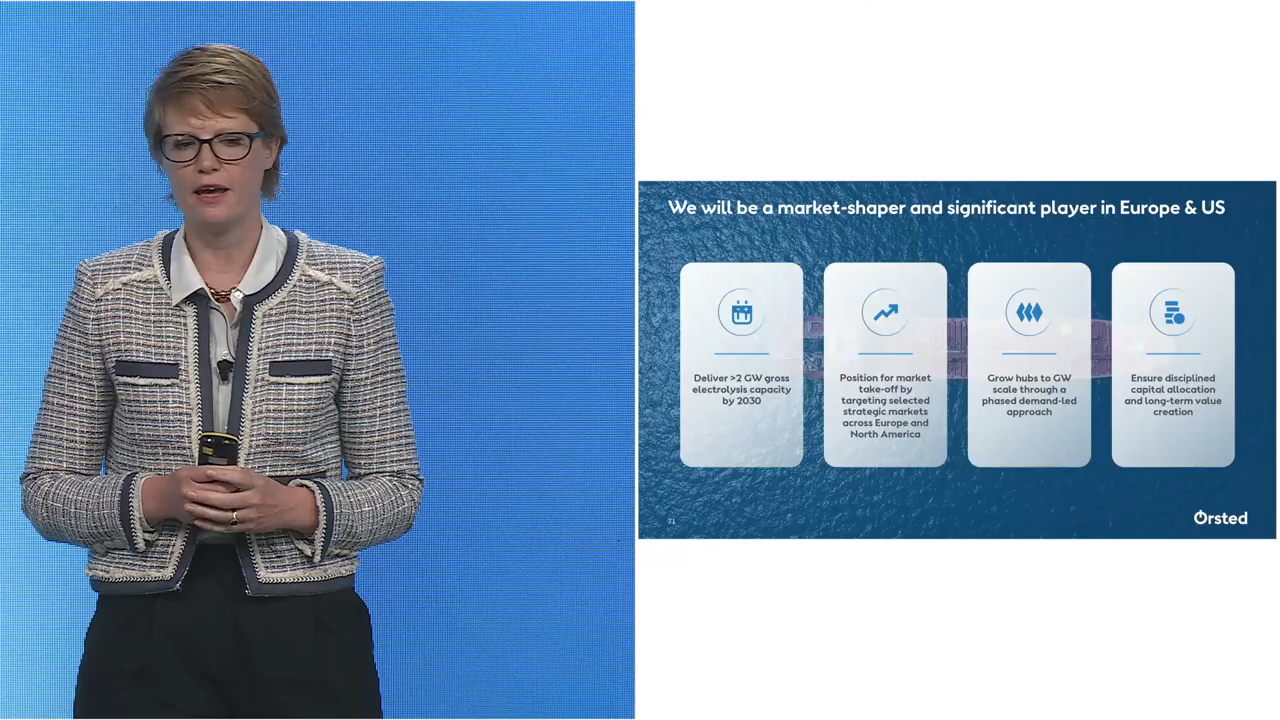 We will be a market-shaper and significant player in Europe & US
Deliver >2 GW gross
electrolysis capacity
by 2030
Position for market
take-off by
targeting selected
strategic markets
across Europe and
North America
Grow hubs to GW
scale through a
phased demand-led
approach
Ensure disciplined
capital allocation
and long-term value
creation
71
Ørsted